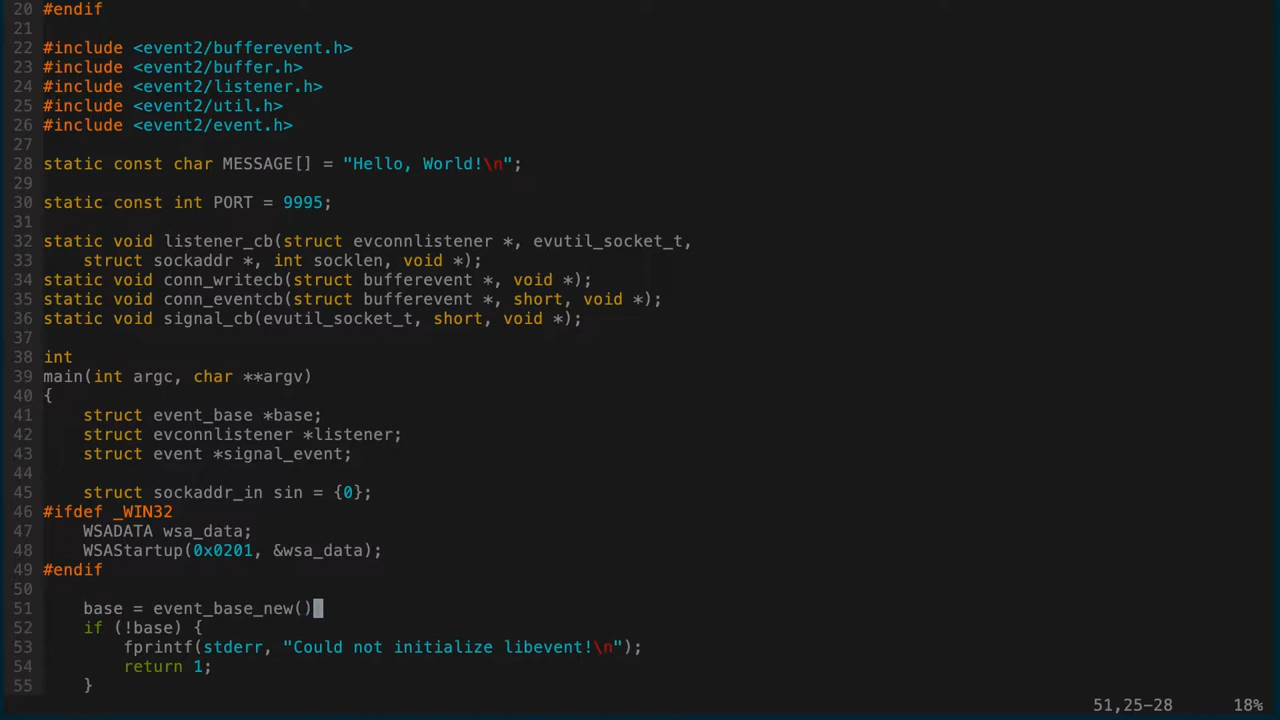 20 #endif
21
22 #include <event2/bufferevent.h>
23 #include <event2/buffer.h>
24 #include <event2/listener.h>
25 #include <event2/util.h>
26 #include <event2/event.h>
27
28 static const char MESSAGE[] = "Hello, World!\n";
29
30 static const int PORT = 9995;
31
32 static void listener_cb(struct evconnlistener *, evutil_socket_t,
33     struct sockaddr *, int socklen, void *);
34 static void conn_writecb(struct bufferevent *, void *);
35 static void conn_eventcb(struct bufferevent *, short, void *);
36 static void signal_cb(evutil_socket_t, short, void *);
37
38 int
39 main(int argc, char **argv)
40 {
41     struct event_base *base;
42     struct evconnlistener *listener;
43     struct event *signal_event;
44
45     struct sockaddr_in sin = {0};
46 #ifdef _WIN32
47     WSADATA wsa_data;
48     WSAStartup(0x0201, &wsa_data);
49 #endif
50
51     base = event_base_new()
52     if (!base) {
53         fprintf(stderr, "Could not initialize libevent!\n");
54         return 1;
55     }
51,25-28 18%